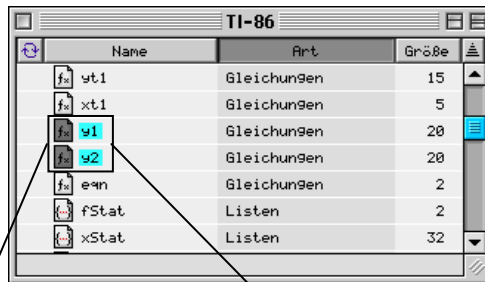 TI-86
Name Art Größe
yt1 Gleichungen 15
xt1 Gleichungen 5
y1 Gleichungen 20
y2 Gleichungen 20
eqn Gleichungen 2
fStat Listen 2
xStat Listen 32